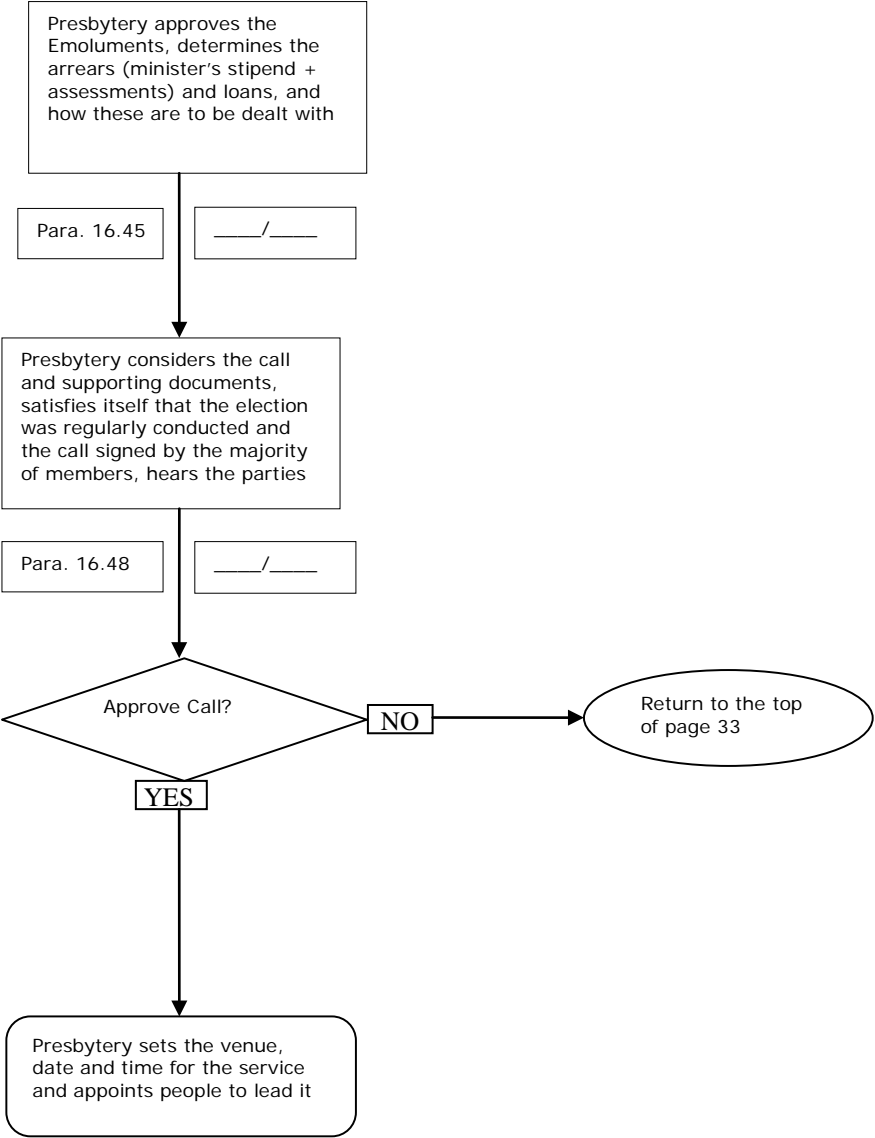 Presbytery approves the
Emoluments, determines the
arrears (minister's stipend +
assessments) and loans, and
how these are to be dealt with
Para. 16.45
____/____
Presbytery considers the call
and supporting documents,
satisfies itself that the election
was regularly conducted and
the call signed by the majority
of members, hears the parties
Para. 16.48
____/____
Approve Call?
NO
Return to the top
of page 33
YES
Presbytery sets the venue,
date and time for the service
and appoints people to lead it